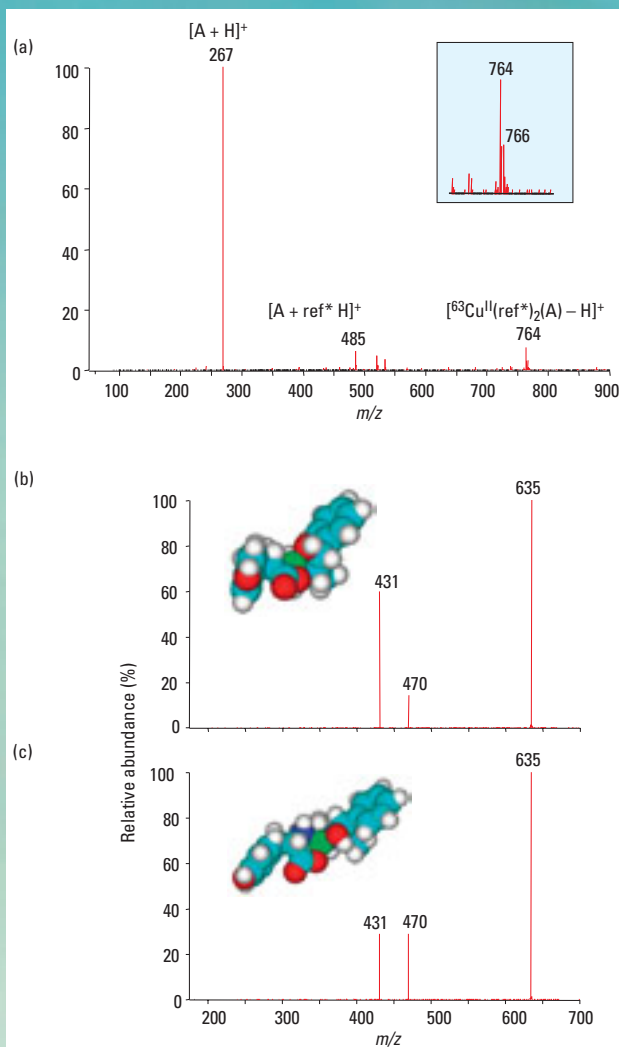 (a)
[A + H]⁺
267
100
80
60
40
20
0
764
766
[A + ref* H]⁺
485
[⁶³Cuᴵᴵ(ref*)₂(A) – H]⁺
764
100 200 300 400 500 600 700 800 900
m/z
(b)
635
100
80
60
40
20
0
431
470
Relative abundance (%)
(c)
635
100
80
60
40
20
0
431 470
200 300 400 500 600 700
m/z